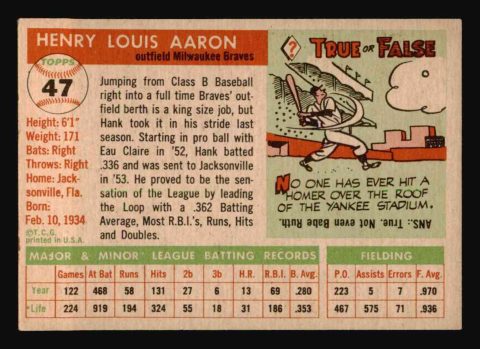 HENRY LOUIS AARON
outfield Milwaukee Braves
TOPPS
47
Height: 6'1"
Weight: 171
Bats: Right
Throws: Right
Home: Jack-
sonville, Fla.
Born:
Feb. 10, 1934
©T.C.G.
printed in U.S.A.
Jumping from Class B Baseball
right into a full time Braves' out-
field berth is a king size job, but
Hank took it in his stride last
season. Starting in pro ball with
Eau Claire in '52, Hank batted
.336 and was sent to Jacksonville
in '53. He proved to be the sen-
sation of the League by leading
the Loop with a .362 Batting
Average, Most R.B.I.'s, Runs, Hits
and Doubles.
?
TRUE OR FALSE
NO ONE HAS EVER HIT A
HOMER OVER THE ROOF OF
THE YANKEE STADIUM.
ANS.: True. Not even Babe Ruth.
MAJOR & MINOR LEAGUE BATTING RECORDS FIELDING
Games At Bat Runs Hits 2b 3b H.R. R.B.I. B. Avg. P.O. Assists Errors F. Avg.
Year 122 468 58 131 27 6 13 69 .280 223 5 7 .970
*Life 224 919 194 324 55 18 31 186 .353 467 575 71 .936